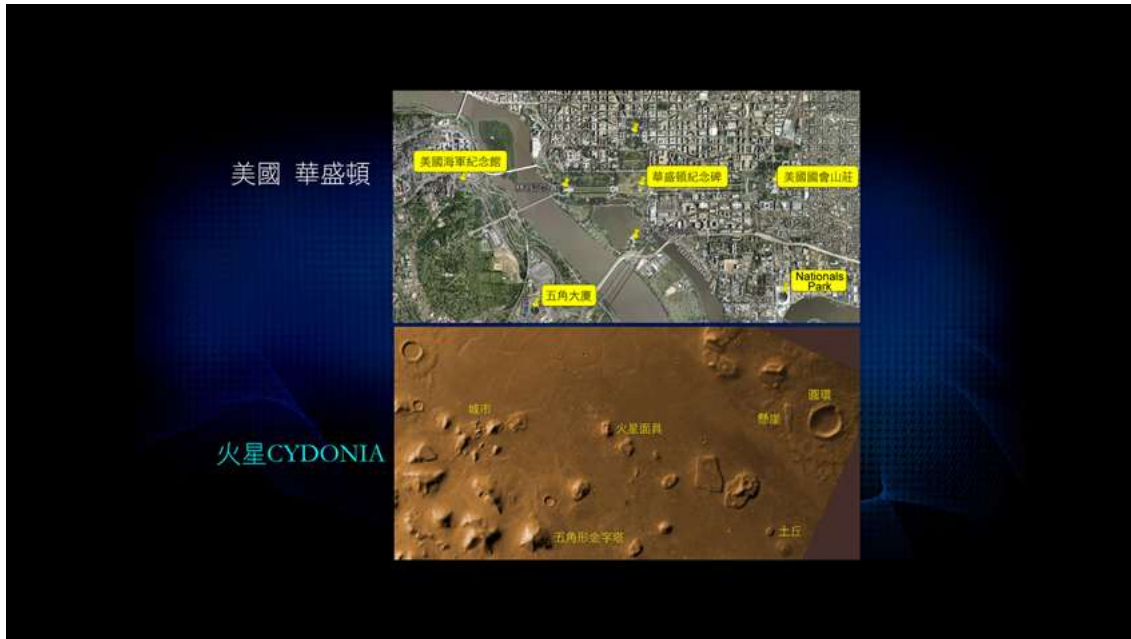 美國 華盛頓
美國海軍紀念館
華盛頓紀念碑
美國國會山莊
Nationals
Park
五角大廈
火星CYDONIA
城市
火星面具
圓環
懸崖
五角形金字塔
土丘